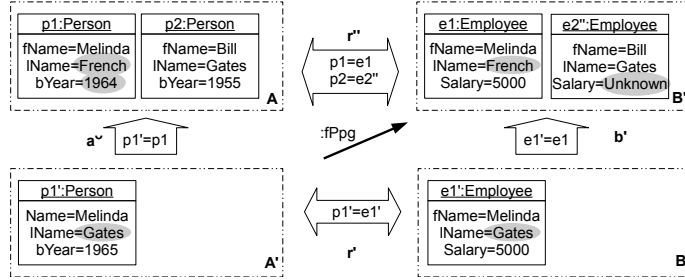 p1:Person
fName=Melinda
lName=French
bYear=1964
p2:Person
fName=Bill
lName=Gates
bYear=1955
A
r"
p1=e1
p2=e2"
e1:Employee
fName=Melinda
lName=French
Salary=5000
e2":Employee
fName=Bill
lName=Gates
Salary=Unknown
B'
a˘
p1'=p1
:fPpg
e1'=e1
b'
p1':Person
Name=Melinda
lName=Gates
bYear=1965
A'
p1'=e1'
r'
e1':Employee
fName=Melinda
lName=Gates
Salary=5000
B